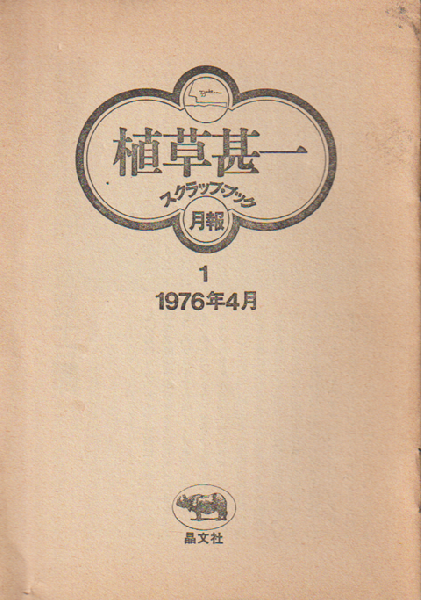 植草甚一
スクラップ・ブック
月報
1
1976年4月
晶文社